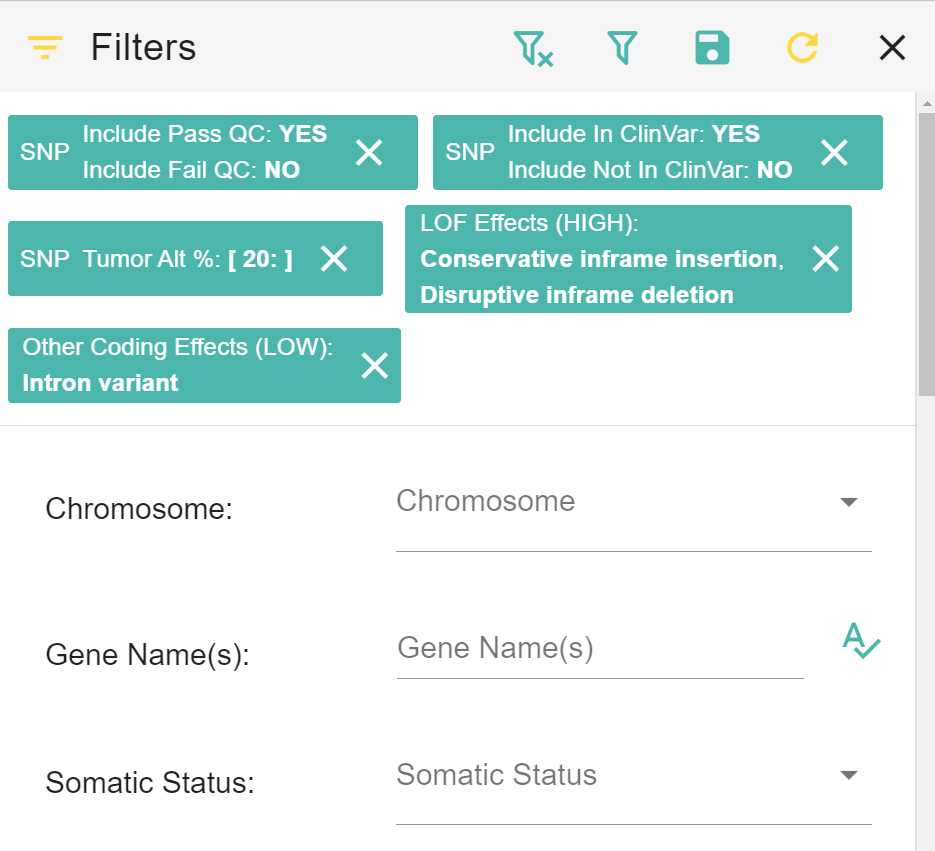 Filters
SNP Include Pass QC: YES
Include Fail QC: NO
SNP Include In ClinVar: YES
Include Not In ClinVar: NO
SNP Tumor Alt %: [ 20: ]
LOF Effects (HIGH):
Conservative inframe insertion,
Disruptive inframe deletion
Other Coding Effects (LOW):
Intron variant
Chromosome: Chromosome
Gene Name(s): Gene Name(s)
Somatic Status: Somatic Status